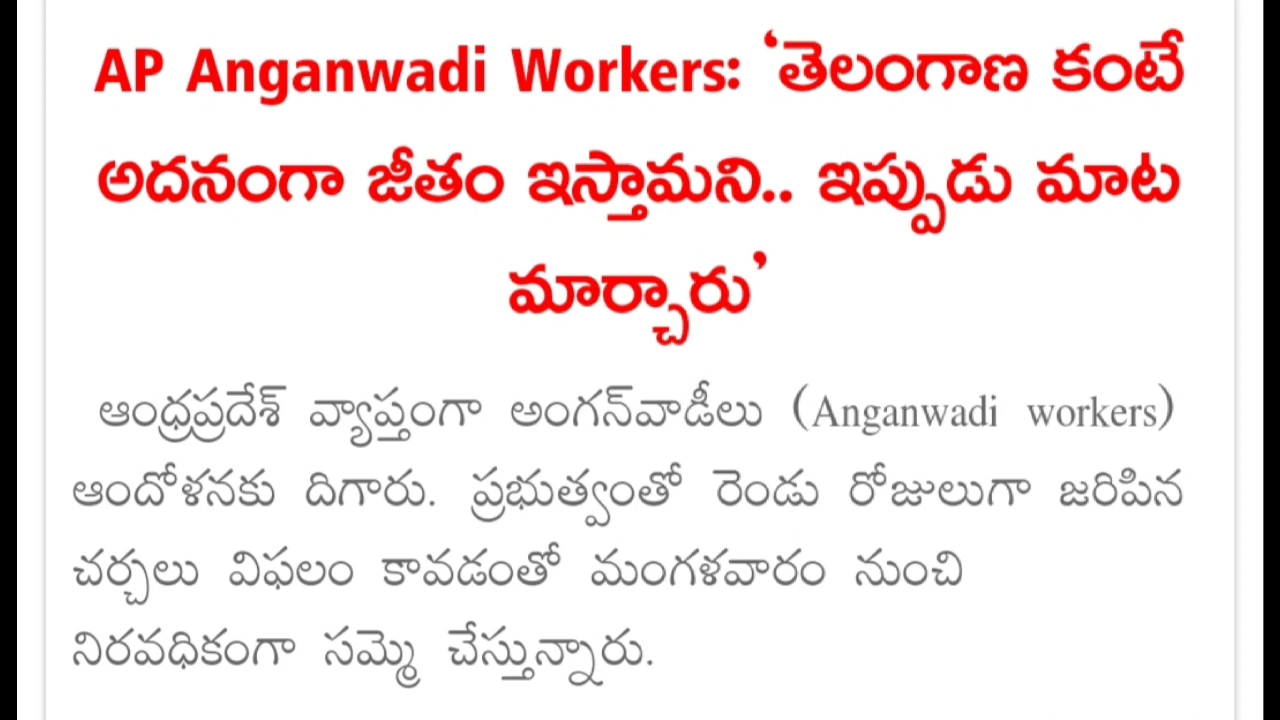 AP Anganwadi Workers: ‘తెలంగాణ కంటే
అదనంగా జీతం ఇస్తామని.. ఇప్పుడు మాట
మార్చారు’
ఆంధ్రప్రదేశ్ వ్యాప్తంగా అంగన్‌వాడీలు (Anganwadi workers)
ఆందోళనకు దిగారు. ప్రభుత్వంతో రెండు రోజులుగా జరిపిన
చర్చలు విఫలం కావడంతో మంగళవారం నుంచి
నిరవధికంగా సమ్మె చేస్తున్నారు.